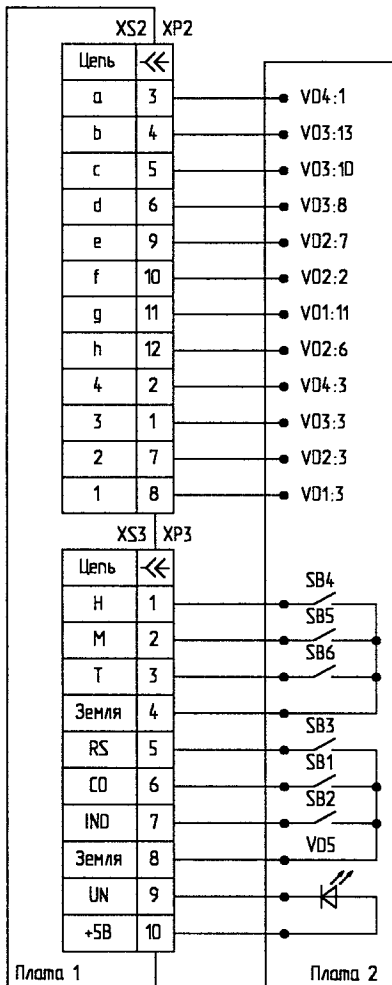 XS2 XP2
Цепь
a 3 VD4:1
b 4 VD3:13
c 5 VD3:10
d 6 VD3:8
e 9 VD2:7
f 10 VD2:2
g 11 VD1:11
h 12 VD2:6
4 2 VD4:3
3 1 VD3:3
2 7 VD2:3
1 8 VD1:3
XS3 XP3
Цепь
SB4
H 1
SB5
M 2
SB6
T 3
Земля 4
SB3
RS 5
SB1
CO 6
SB2
IND 7
VD5
Земля 8
UN 9
+5В 10
Плата 1 Плата 2